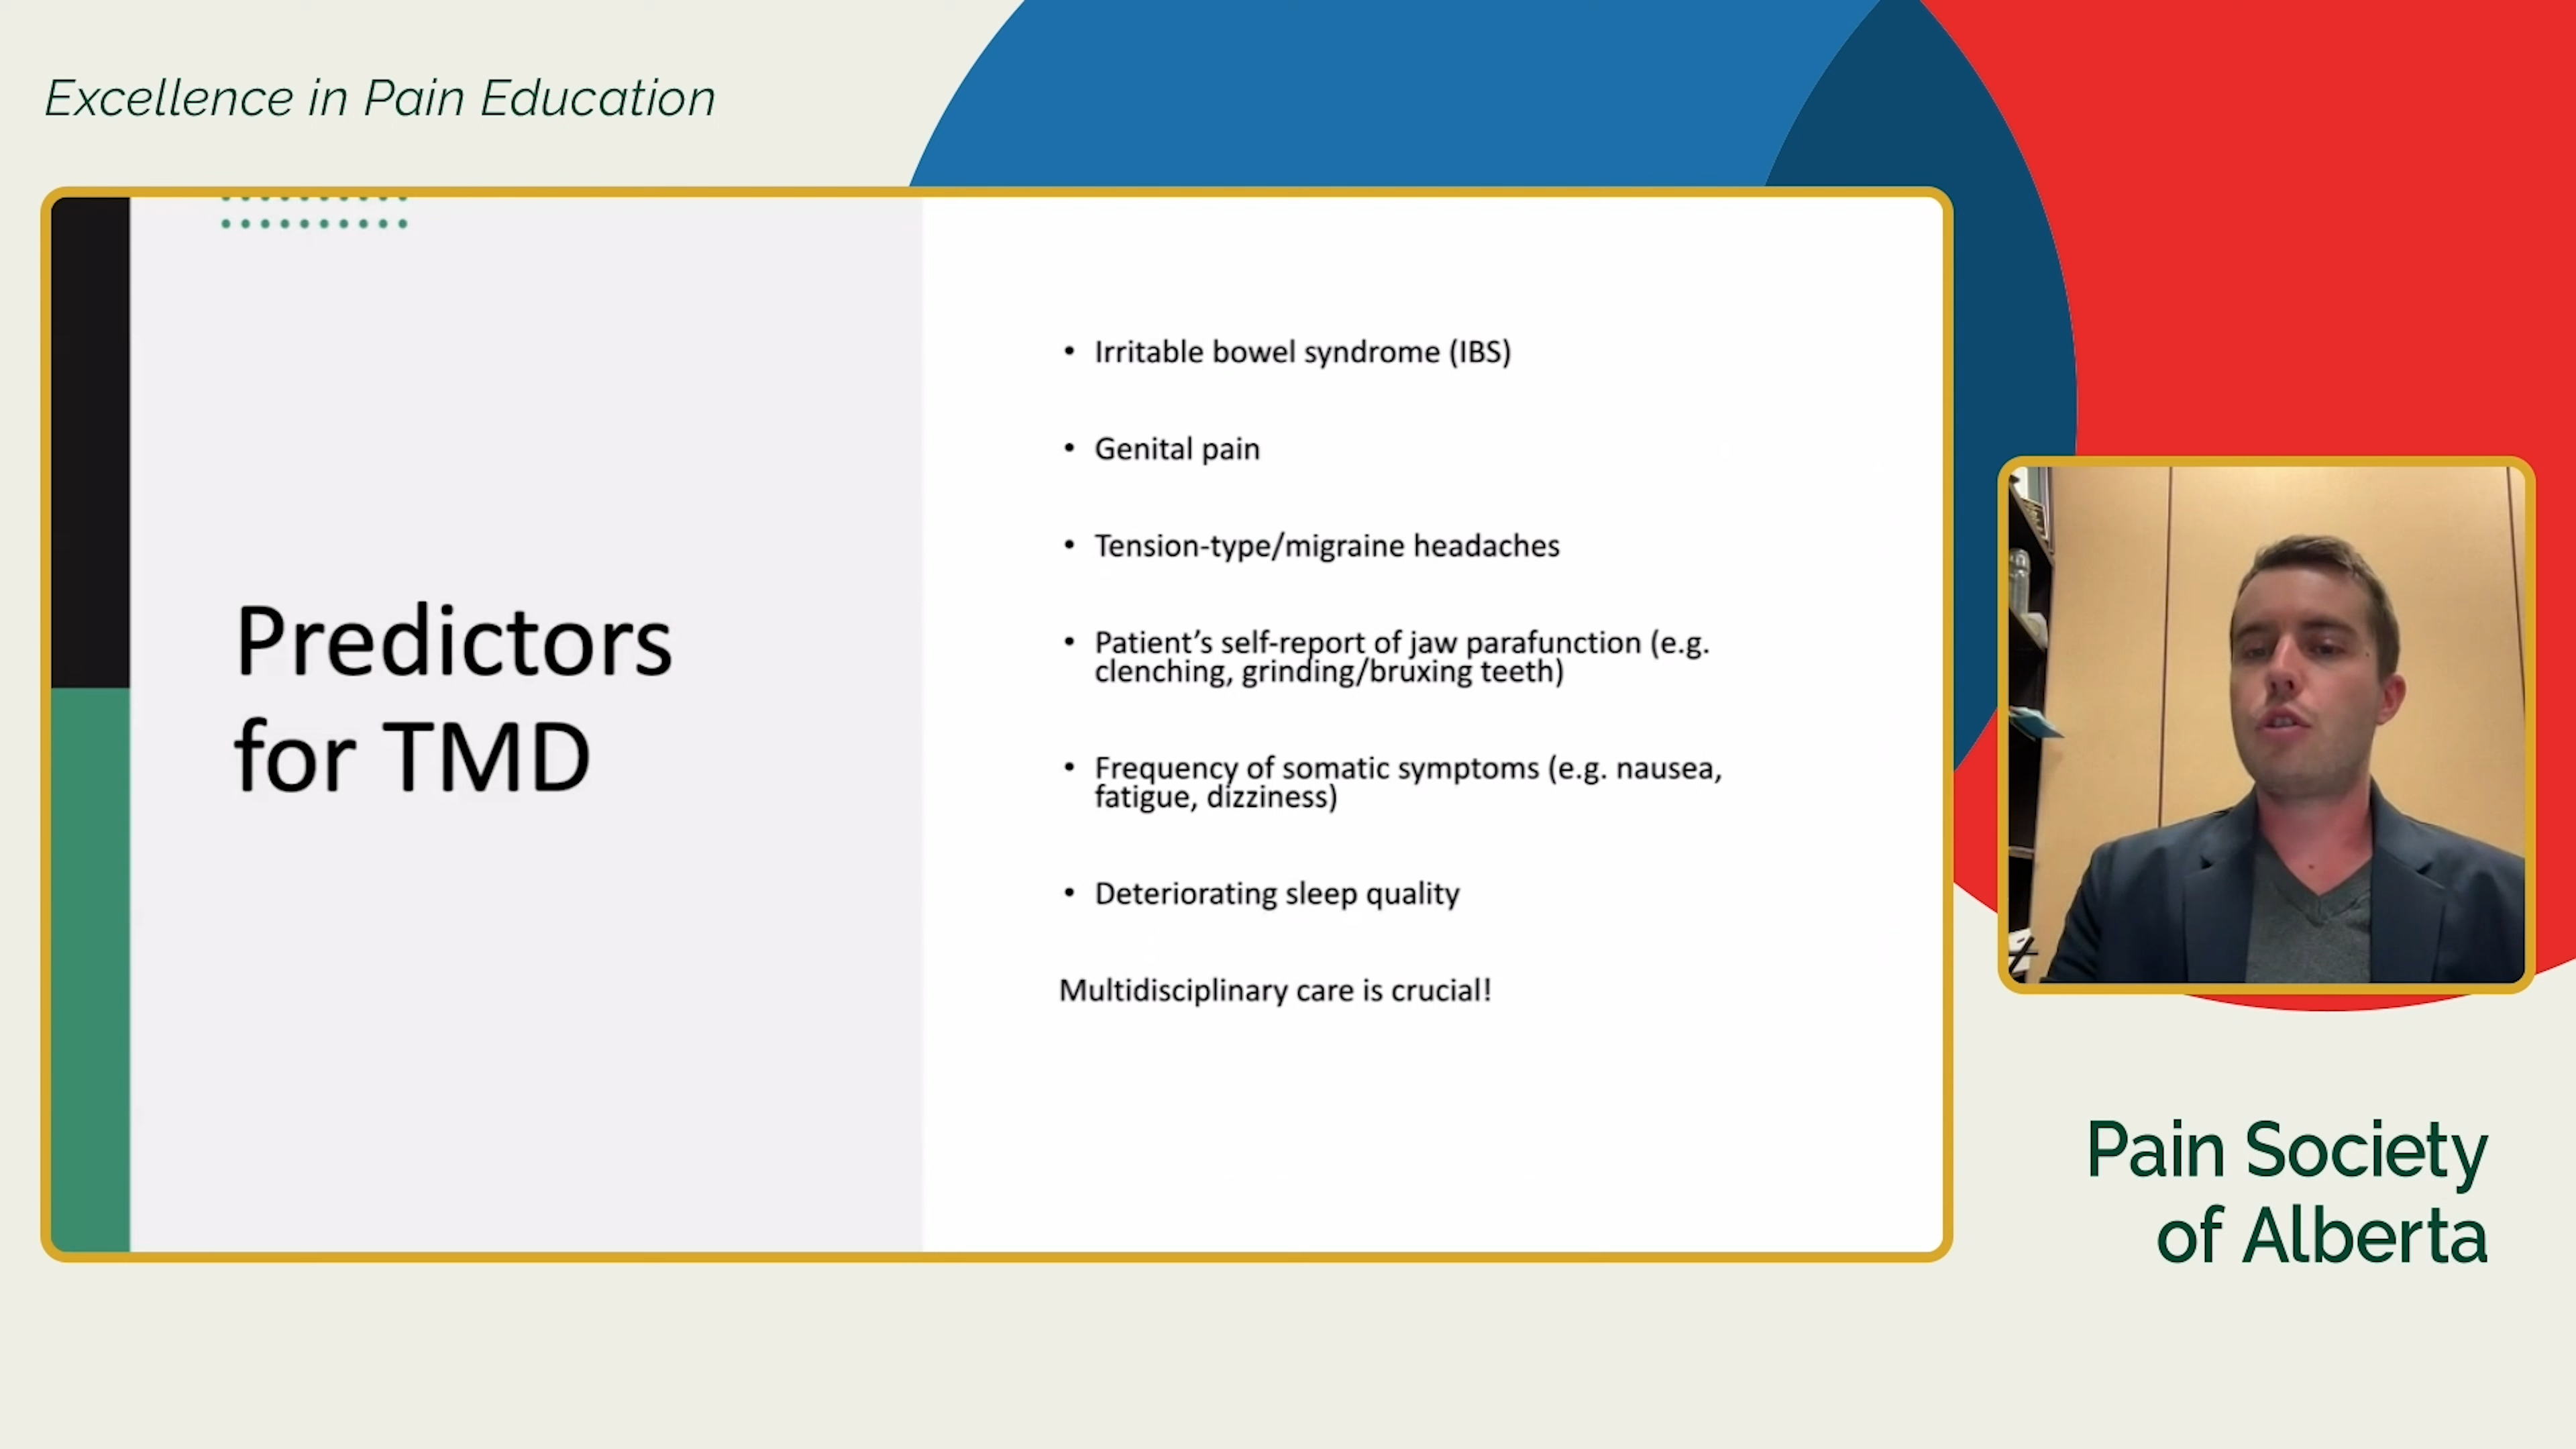 Excellence in Pain Education
Predictors
for TMD
• Irritable bowel syndrome (IBS)
• Genital pain
• Tension-type/migraine headaches
• Patient's self-report of jaw parafunction (e.g.
clenching, grinding/bruxing teeth)
• Frequency of somatic symptoms (e.g. nausea,
fatigue, dizziness)
• Deteriorating sleep quality
Multidisciplinary care is crucial!
Pain Society
of Alberta